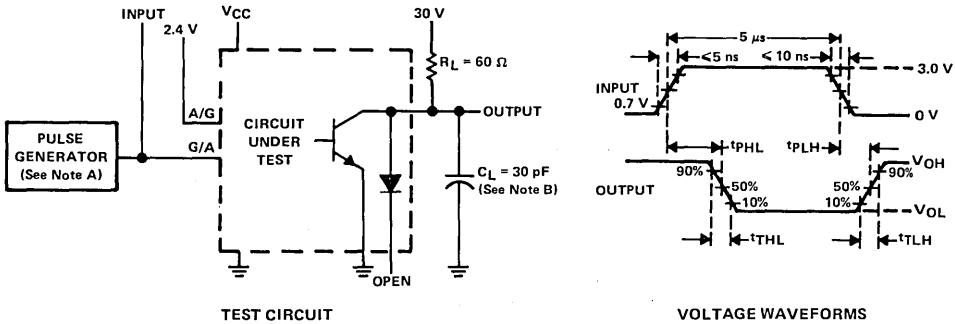 INPUT
2.4 V
VCC
30 V
RL = 60 Ω
A/G
G/A
PULSE
GENERATOR
(See Note A)
CIRCUIT
UNDER
TEST
OUTPUT
CL = 30 pF
(See Note B)
OPEN
TEST CIRCUIT
5 μs
≤5 ns
≤10 ns
3.0 V
INPUT
0.7 V
0 V
tPHL
tPLH
OUTPUT
90%
50%
10%
50%
10%
90%
VOH
VOL
tTHL
tTLH
VOLTAGE WAVEFORMS